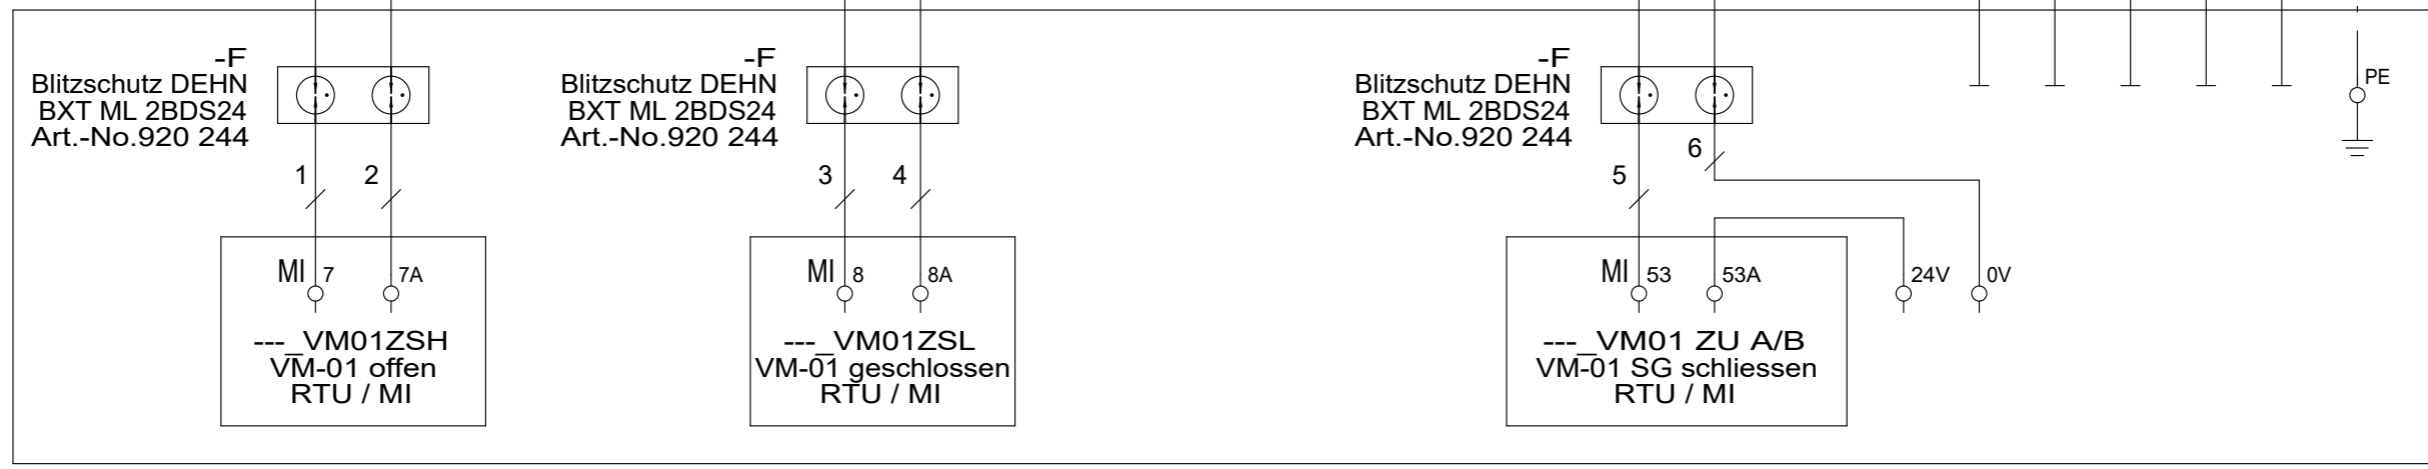 -F
Blitzschutz DEHN
BXT ML 2BDS24
Art.-No.920 244
-F
Blitzschutz DEHN
BXT ML 2BDS24
Art.-No.920 244
-F
Blitzschutz DEHN
BXT ML 2BDS24
Art.-No.920 244
PE
1 2
3 4
5 6
MI 7 7A
---_VM01ZSH
VM-01 offen
RTU / MI
MI 8 8A
---_VM01ZSL
VM-01 geschlossen
RTU / MI
MI 53 53A
---_VM01 ZU A/B
VM-01 SG schliessen
RTU / MI
24V 0V